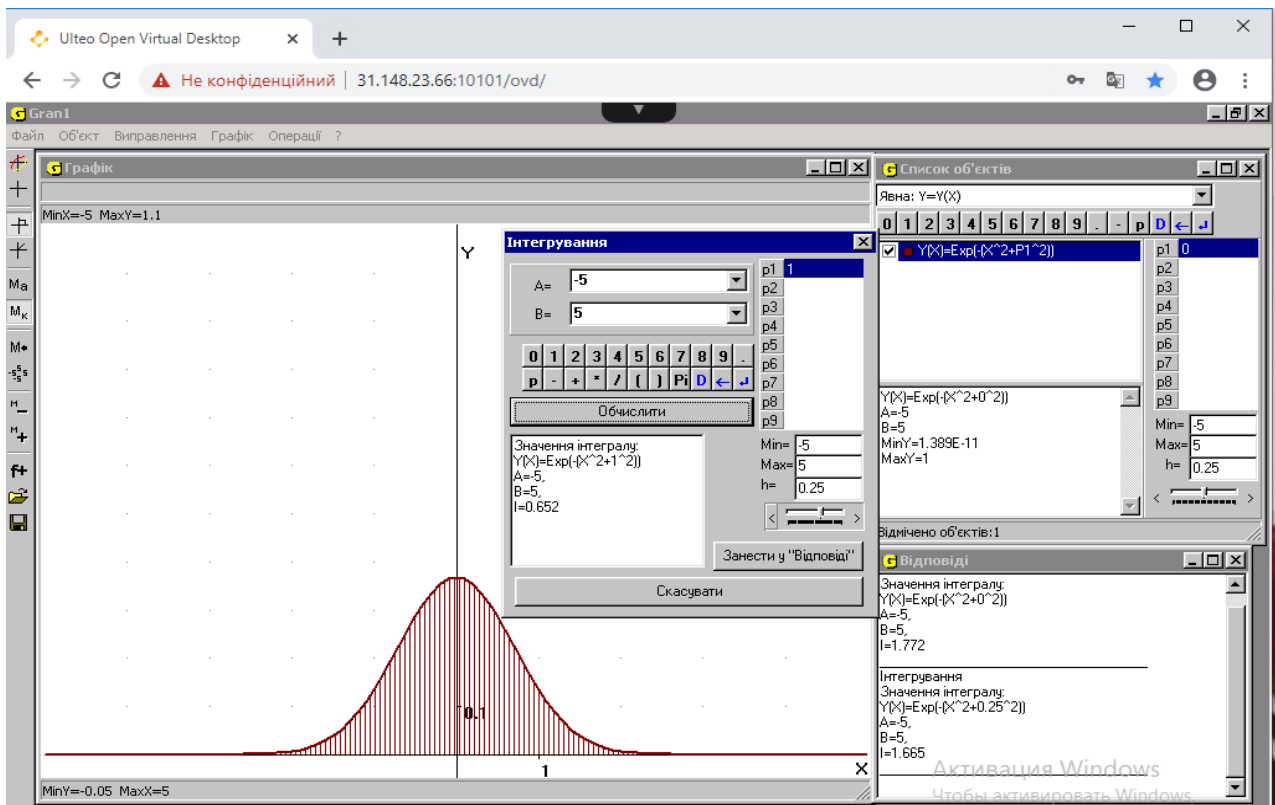 Ulteo Open Virtual Desktop
Не конфіденційний | 31.148.23.66:10101/ovd/
Gran1
Файл Об'єкт Виправлення Графік Операції ?
Графік
MinX=-5 MaxY=1.1
Y
0.1
1
X
MinY=-0.05 MaxX=5
Ma
Mк
M
-s s s
M
M
f+
Інтегрування
A= -5
B= 5
0 1 2 3 4 5 6 7 8 9 .
p - + * / ( ) Pi D ← ↲
Обчислити
Значення інтегралу:
Y(X)=Exp(-(X^2+1^2))
A=-5,
B=5,
I=0.652
p1 1
p2
p3
p4
p5
p6
p7
p8
p9
Min= -5
Max= 5
h= 0.25
< >
Занести у "Відповіді"
Скасувати
Список об'єктів
Явна: Y=Y(X)
0 1 2 3 4 5 6 7 8 9 . - p D ← ↲
Y(X)=Exp(-(X^2+P1^2))
p1 0
p2
p3
p4
p5
p6
p7
p8
p9
Y(X)=Exp(-(X^2+0^2))
A=-5
B=5
MinY=1.389E-11
MaxY=1
Min= -5
Max= 5
h= 0.25
< >
Відмічено об'єктів:1
Відповіді
Значення інтегралу:
Y(X)=Exp(-(X^2+0^2))
A=-5,
B=5,
I=1.772
Інтегрування
Значення інтегралу:
Y(X)=Exp(-(X^2+0.25^2))
A=-5,
B=5,
I=1.665
Активация Windows
Чтобы активировать Windows